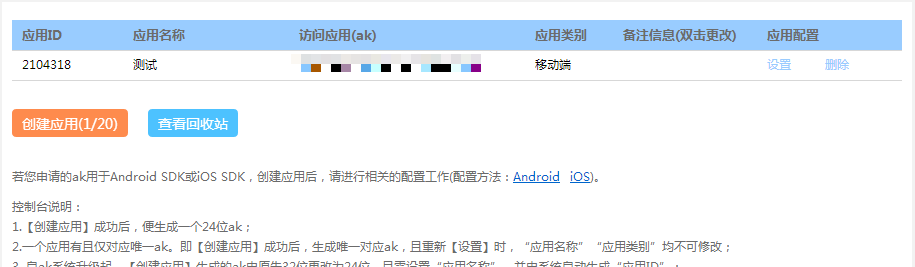 应用ID 应用名称 访问应用(ak) 应用类别 备注信息(双击更改) 应用配置
2104318 测试 移动端 设置 删除
创建应用(1/20) 查看回收站
若您申请的ak用于Android SDK或iOS SDK，创建应用后，请进行相关的配置工作(配置方法：Android iOS)。
控制台说明：
1.【创建应用】成功后，便生成一个24位ak；
2.一个应用有且仅对应唯一ak。即【创建应用】成功后，生成唯一对应ak，且重新【设置】时，“应用名称”“应用类别”均不可修改；
3.自ak系统升级起，【创建应用】生成的ak由原先32位更改为24位，且需设置“应用名称”，并由系统自动生成“应用ID”；